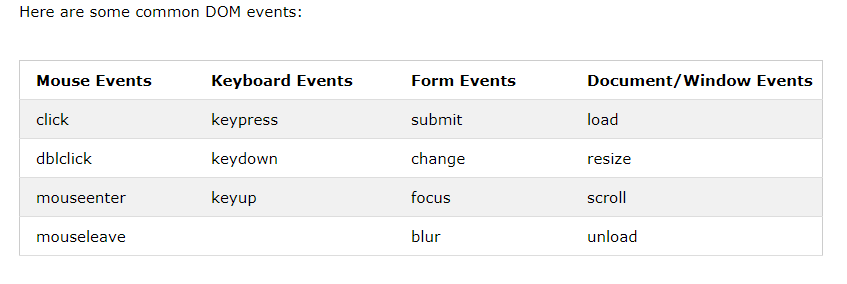 Here are some common DOM events:
Mouse Events Keyboard Events Form Events Document/Window Events
click keypress submit load
dblclick keydown change resize
mouseenter keyup focus scroll
mouseleave blur unload